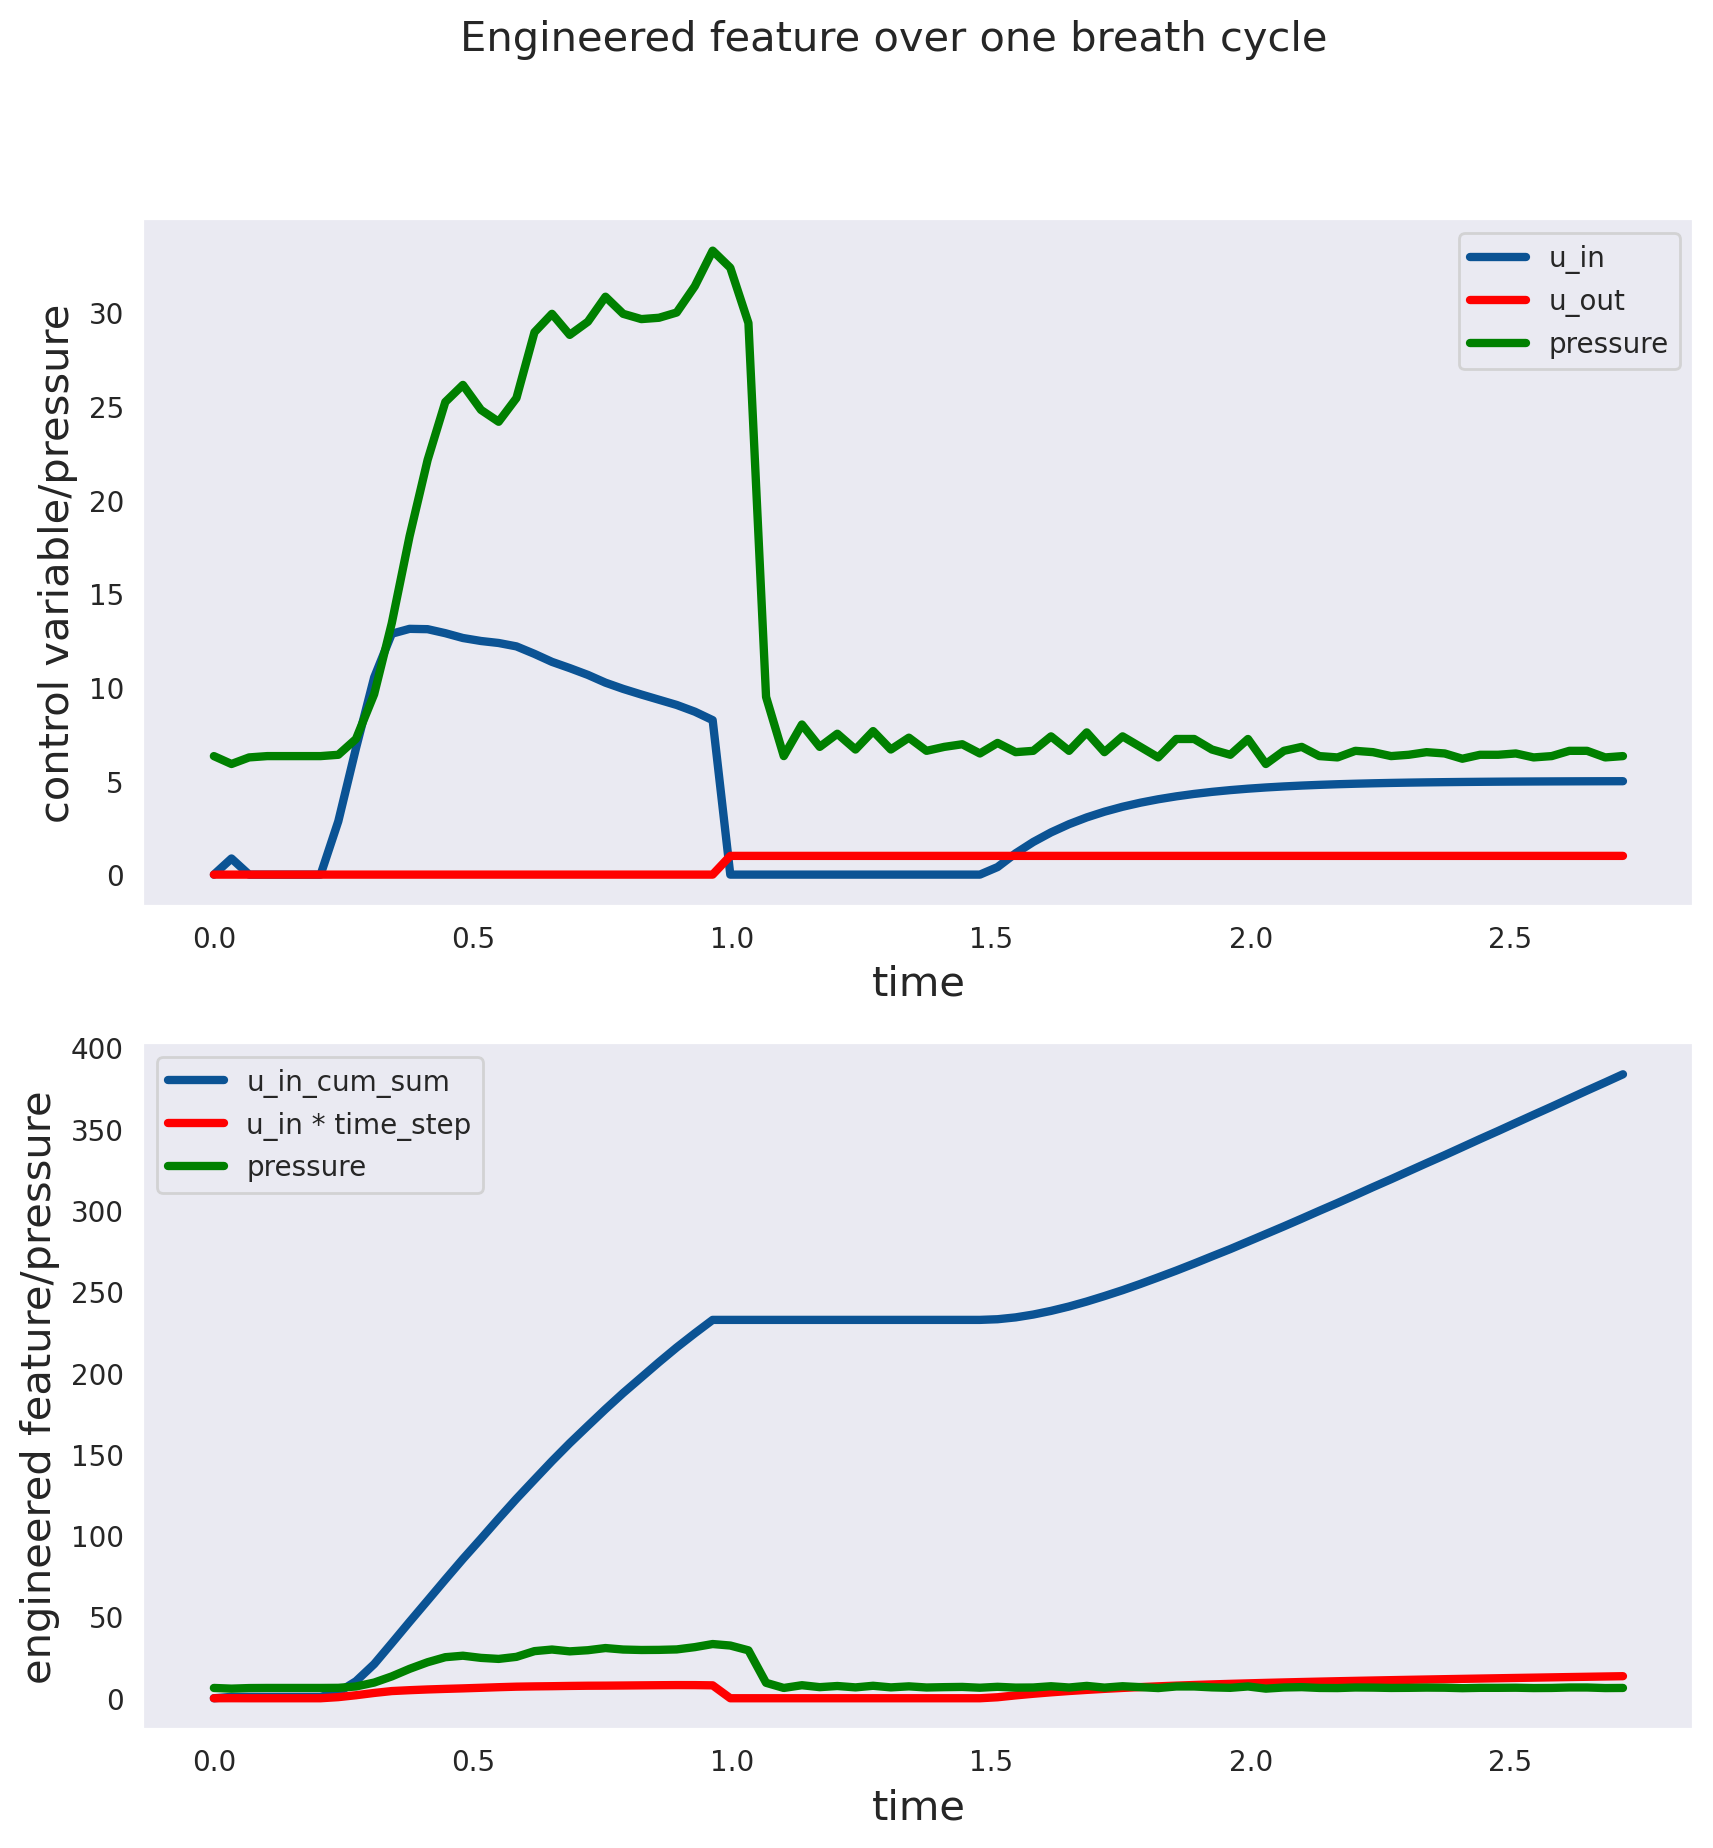 Engineered feature over one breath cycle
control variable/pressure
30
25
20
15
10
5
0
u_in
u_out
pressure
0.0 0.5 1.0 1.5 2.0 2.5
time
engineered feature/pressure
400
350
300
250
200
150
100
50
0
u_in_cum_sum
u_in * time_step
pressure
0.0 0.5 1.0 1.5 2.0 2.5
time